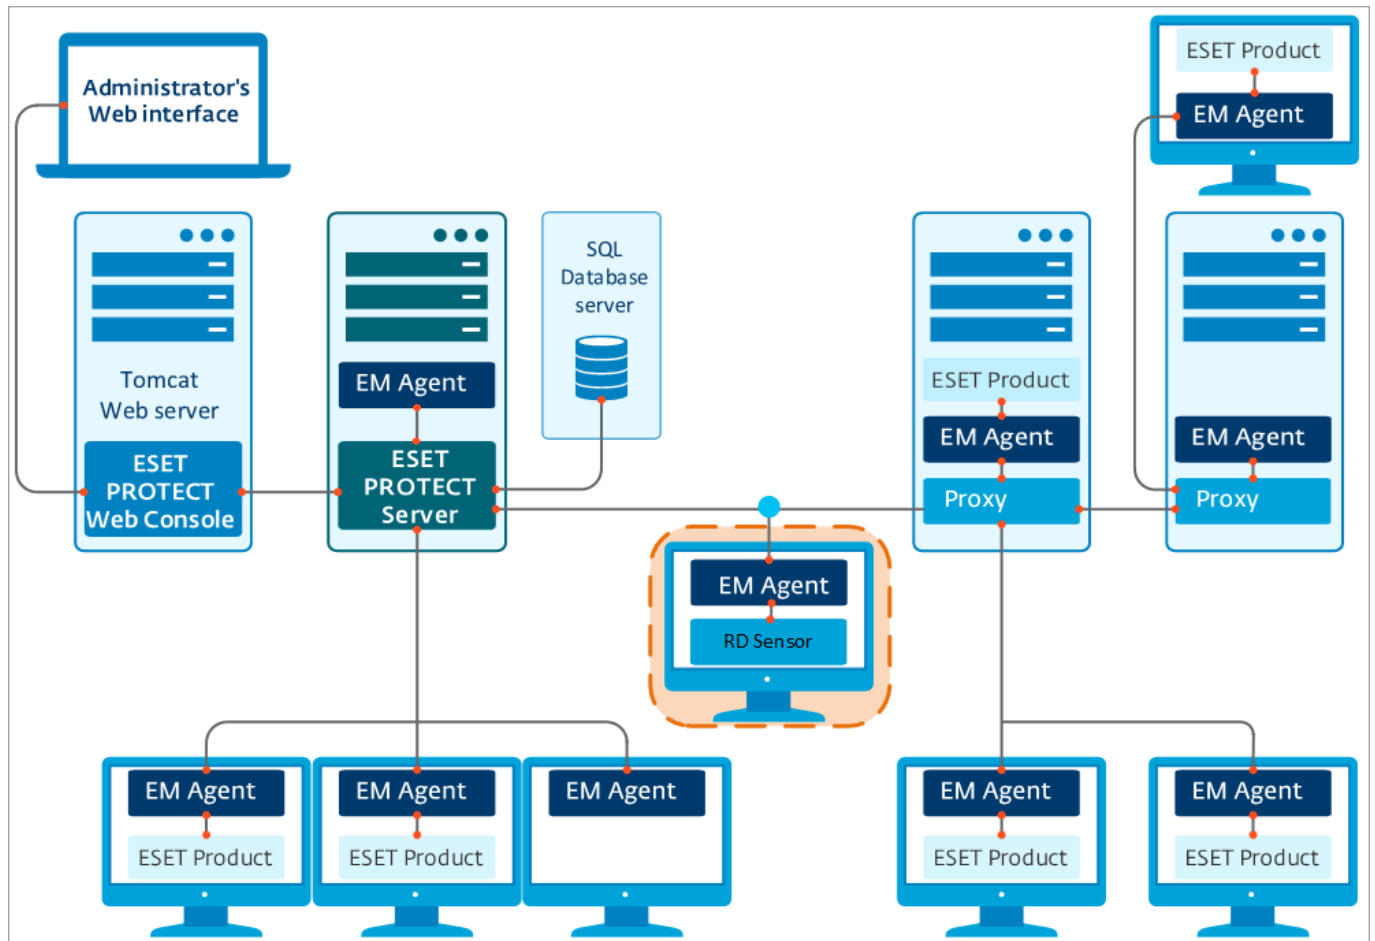 Administrator's
Web interface
ESET Product
EM Agent
Tomcat
Web server
ESET
PROTECT
Web Console
EM Agent
ESET
PROTECT
Server
SQL
Database
server
ESET Product
EM Agent
Proxy
EM Agent
Proxy
EM Agent
RD Sensor
EM Agent
ESET Product
EM Agent
ESET Product
EM Agent
EM Agent
ESET Product
EM Agent
ESET Product